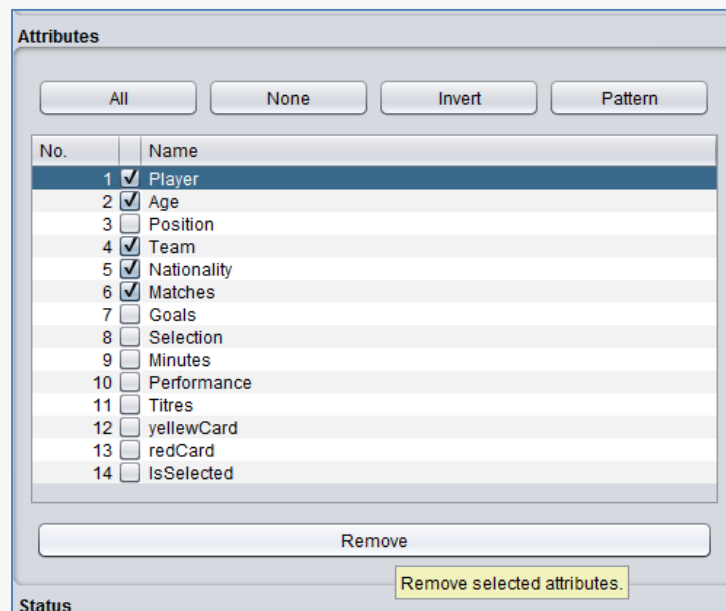 Attributes
All None Invert Pattern
No. Name
1 Player
2 Age
3 Position
4 Team
5 Nationality
6 Matches
7 Goals
8 Selection
9 Minutes
10 Performance
11 Titres
12 yellewCard
13 redCard
14 IsSelected
Remove
Remove selected attributes.
Status